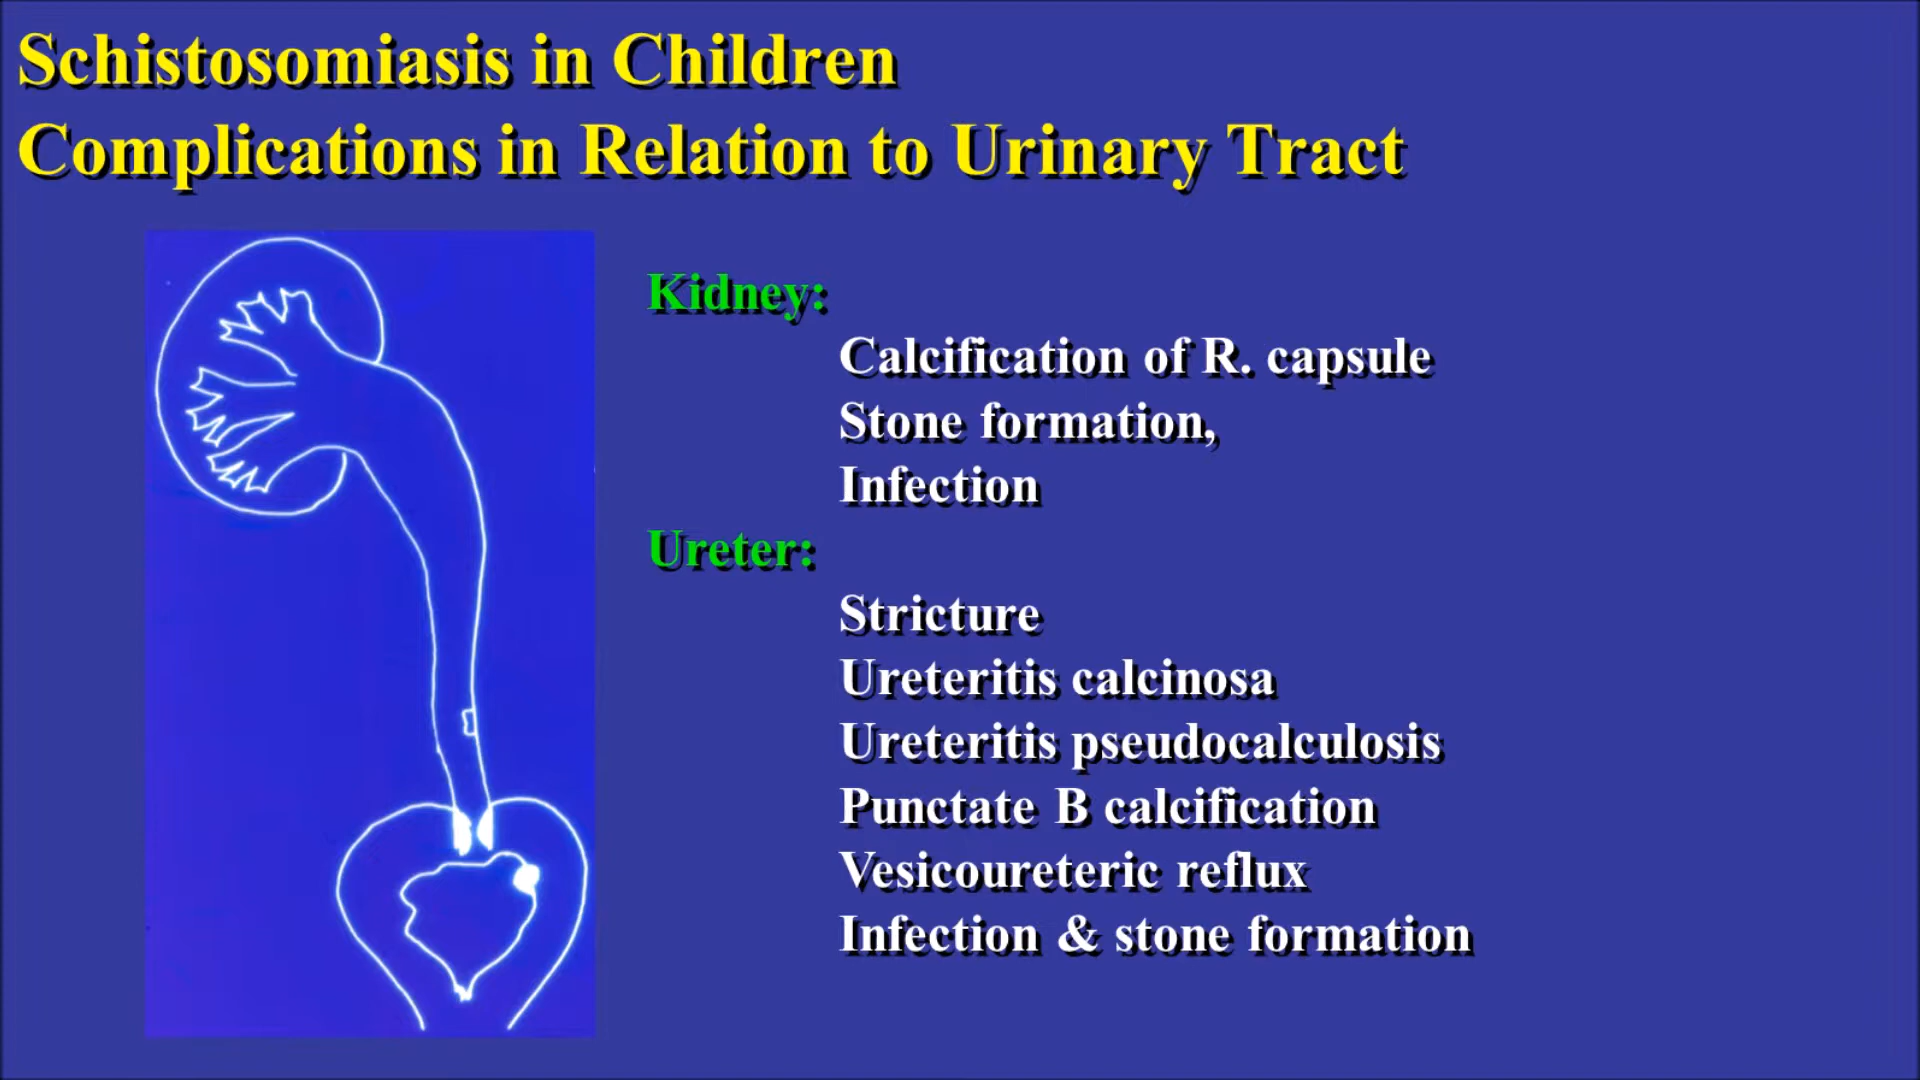 Schistosomiasis in Children
Complications in Relation to Urinary Tract
Kidney:
Calcification of R. capsule
Stone formation,
Infection
Ureter:
Stricture
Ureteritis calcinosa
Ureteritis pseudocalculosis
Punctate B calcification
Vesicoureteric reflux
Infection & stone formation